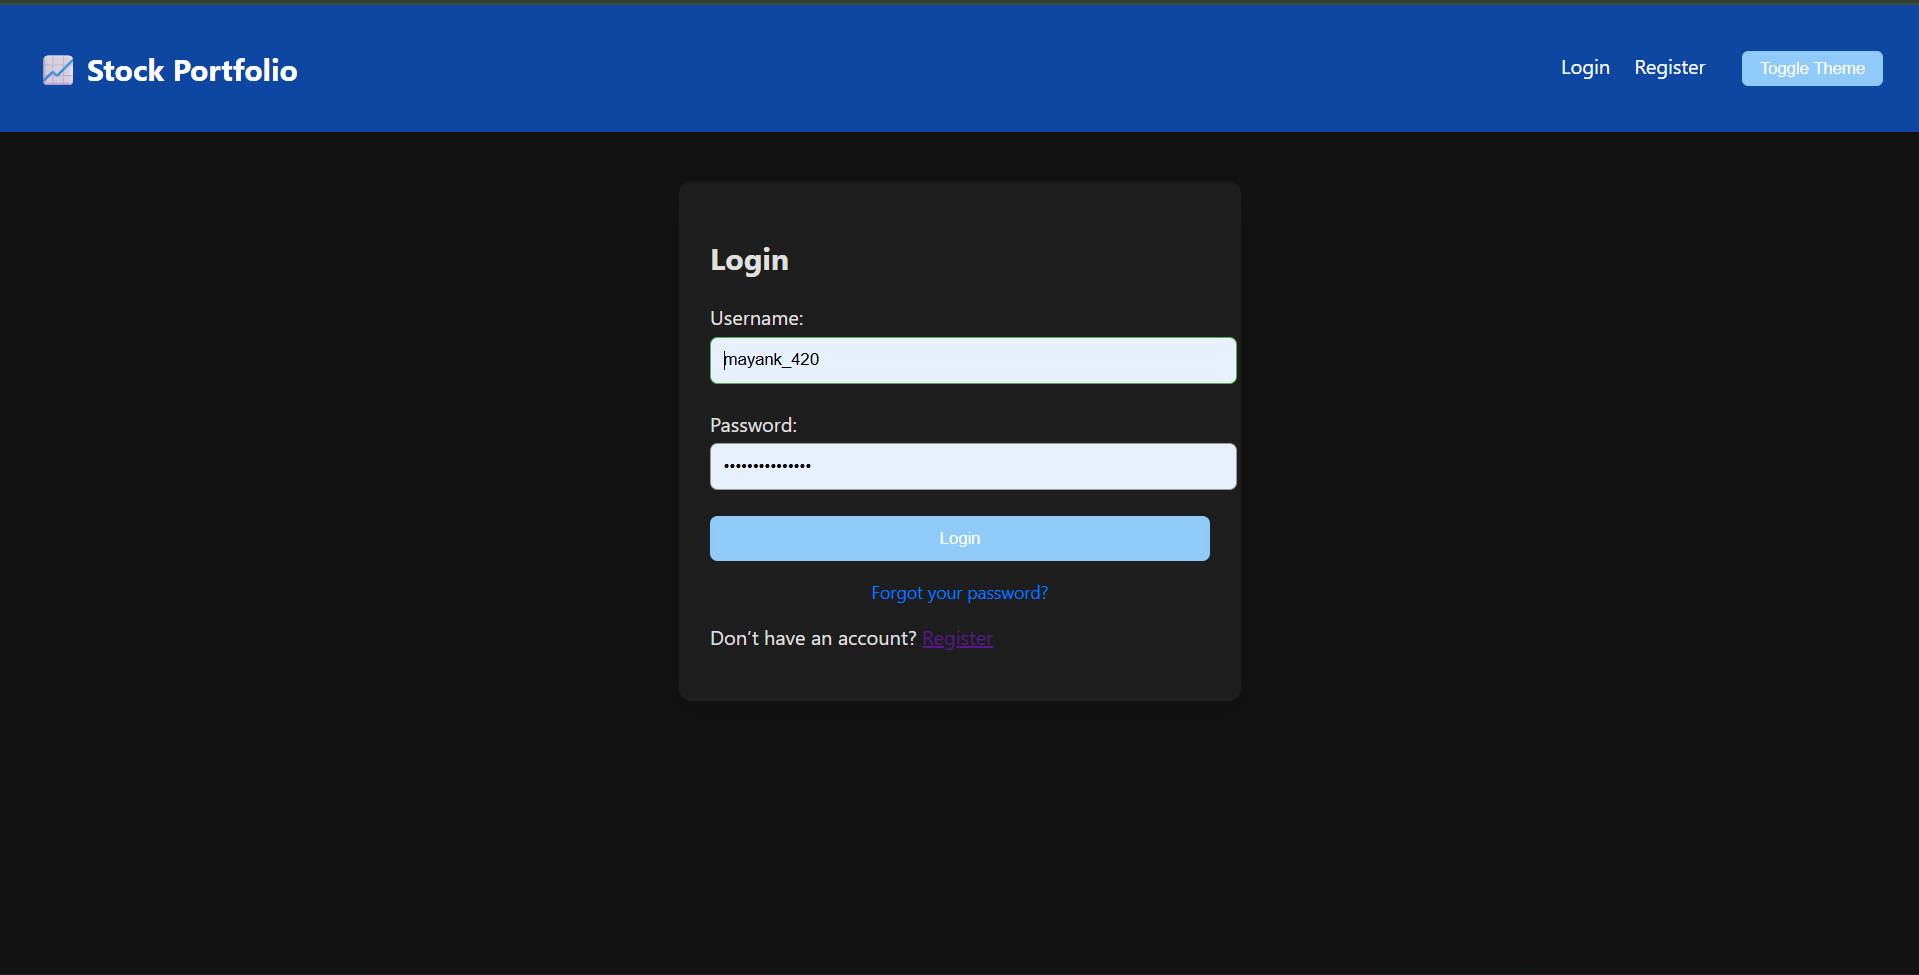 Stock Portfolio
Login Register Toggle Theme
Login
Username:
mayank_420
Password:
•••••••••••••••
Login
Forgot your password?
Don’t have an account? Register